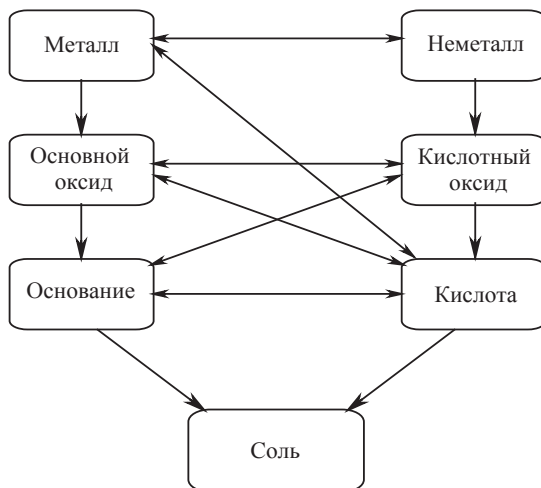 Металл
Неметалл
Основной
оксид
Кислотный
оксид
Основание
Кислота
Соль